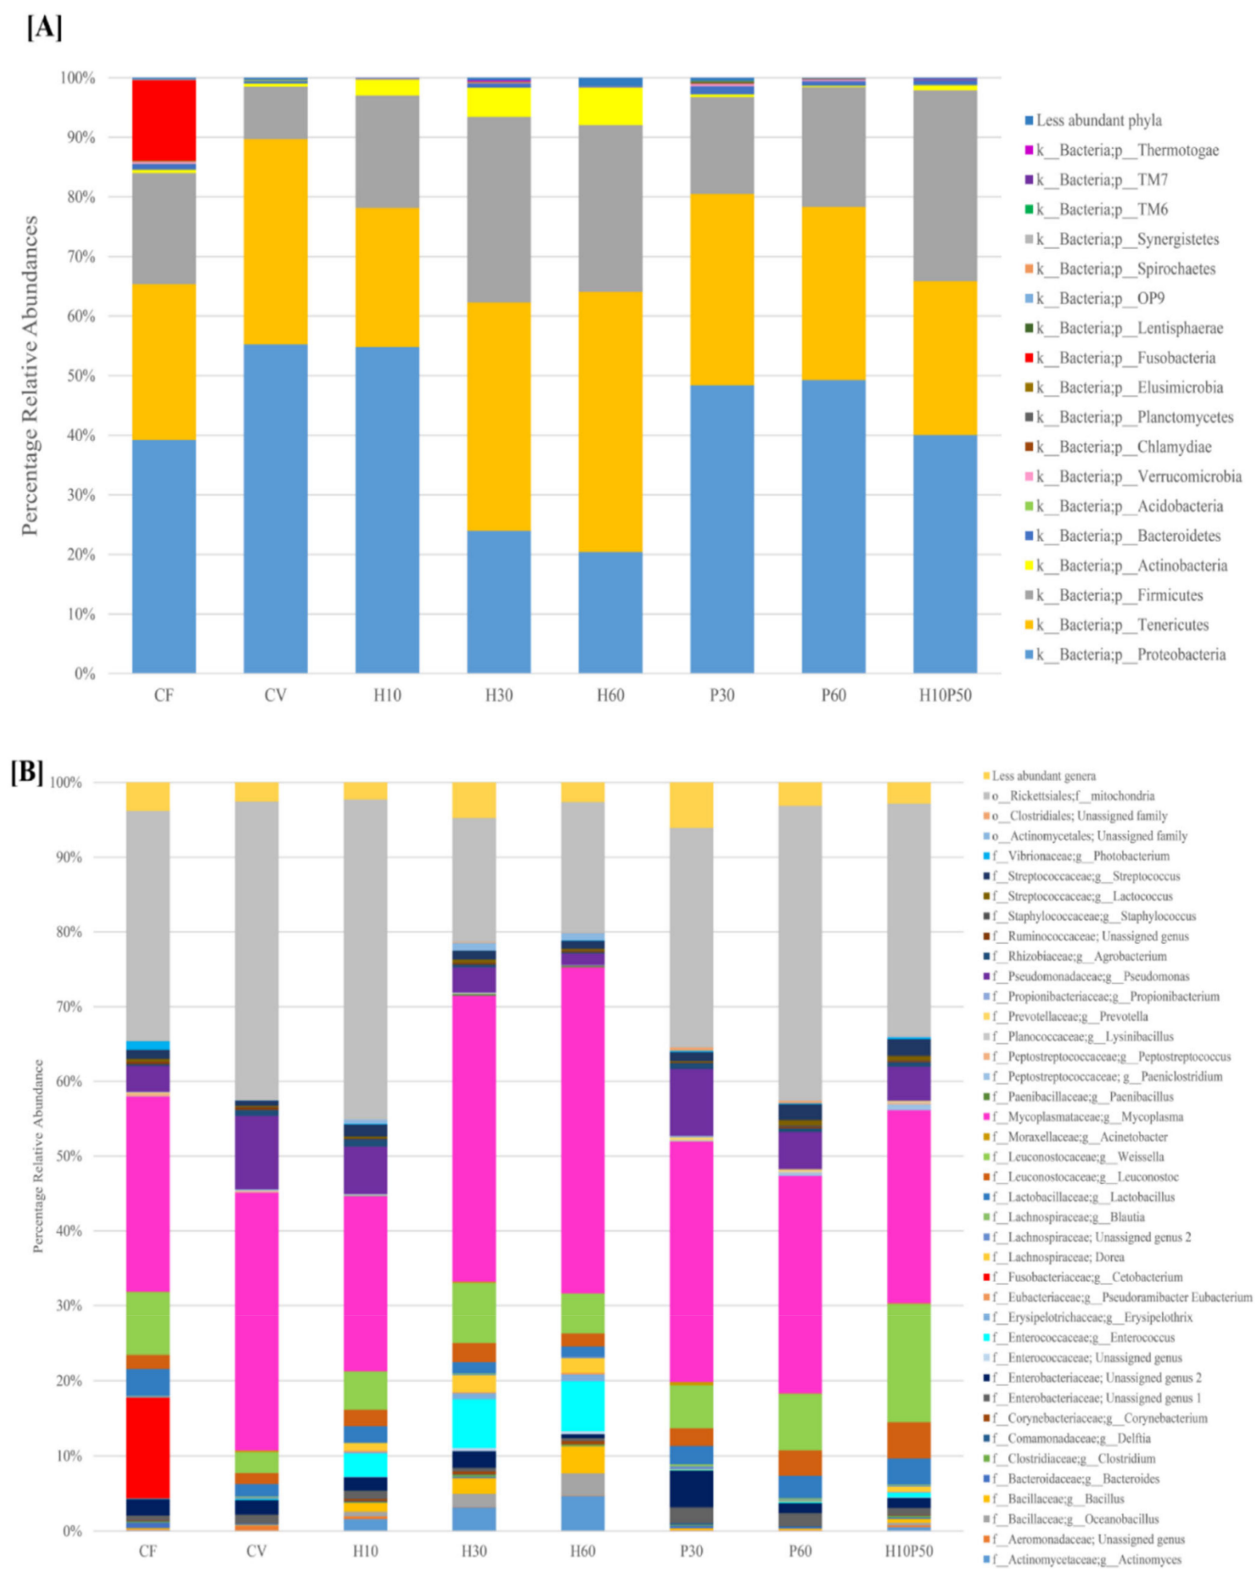 [A]
Percentage Relative Abundances
100%
90%
80%
70%
60%
50%
40%
30%
20%
10%
0%
CF CV H10 H30 H60 P30 P60 H10P50
Less abundant phyla
k__Bacteria;p__Thermotogae
k__Bacteria;p__TM7
k__Bacteria;p__TM6
k__Bacteria;p__Synergistetes
k__Bacteria;p__Spirochaetes
k__Bacteria;p__OP9
k__Bacteria;p__Lentisphaerae
k__Bacteria;p__Fusobacteria
k__Bacteria;p__Elusimicrobia
k__Bacteria;p__Planctomycetes
k__Bacteria;p__Chlamydiae
k__Bacteria;p__Verrucomicrobia
k__Bacteria;p__Acidobacteria
k__Bacteria;p__Bacteroidetes
k__Bacteria;p__Actinobacteria
k__Bacteria;p__Firmicutes
k__Bacteria;p__Tenericutes
k__Bacteria;p__Proteobacteria
[B]
Percentage Relative Abundance
100%
90%
80%
70%
60%
50%
40%
30%
20%
10%
0%
CF CV H10 H30 H60 P30 P60 H10P50
Less abundant genera
o__Rickettsiales;f__mitochondria
o__Clostridiales; Unassigned family
o__Actinomycetales; Unassigned family
f__Vibrionaceae;g__Photobacterium
f__Streptococcaceae;g__Streptococcus
f__Streptococcaceae;g__Lactococcus
f__Staphylococcaceae;g__Staphylococcus
f__Ruminococcaceae; Unassigned genus
f__Rhizobiaceae;g__Agrobacterium
f__Pseudomonadaceae;g__Pseudomonas
f__Propionibacteriaceae;g__Propionibacterium
f__Prevotellaceae;g__Prevotella
f__Planococcaceae;g__Lysinibacillus
f__Peptostreptococcaceae;g__Peptostreptococcus
f__Peptostreptococcaceae; g__Paeniclostridium
f__Paenibacillaceae;g__Paenibacillus
f__Mycoplasmataceae;g__Mycoplasma
f__Moraxellaceae;g__Acinetobacter
f__Leuconostocaceae;g__Weissella
f__Leuconostocaceae;g__Leuconostoc
f__Lactobacillaceae;g__Lactobacillus
f__Lachnospiraceae;g__Blautia
f__Lachnospiraceae; Unassigned genus 2
f__Lachnospiraceae; Dorea
f__Fusobacteriaceae;g__Cetobacterium
f__Eubacteriaceae;g__Pseudoramibacter Eubacterium
f__Erysipelotrichaceae;g__Erysipelothrix
f__Enterococcaceae;g__Enterococcus
f__Enterococcaceae; Unassigned genus
f__Enterobacteriaceae; Unassigned genus 2
f__Enterobacteriaceae; Unassigned genus 1
f__Corynebacteriaceae;g__Corynebacterium
f__Comamonadaceae;g__Delftia
f__Clostridiaceae;g__Clostridium
f__Bacteroidaceae;g__Bacteroides
f__Bacillaceae;g__Bacillus
f__Bacillaceae;g__Oceanobacillus
f__Aeromonadaceae; Unassigned genus
f__Actinomycetaceae;g__Actinomyces